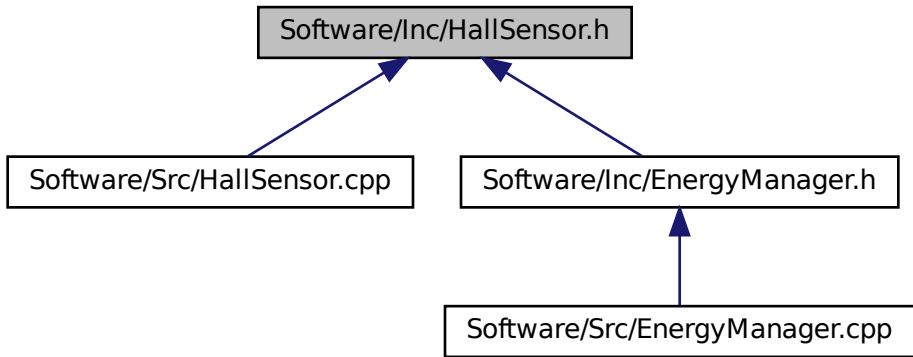 Software/Inc/HallSensor.h
Software/Src/HallSensor.cpp
Software/Inc/EnergyManager.h
Software/Src/EnergyManager.cpp